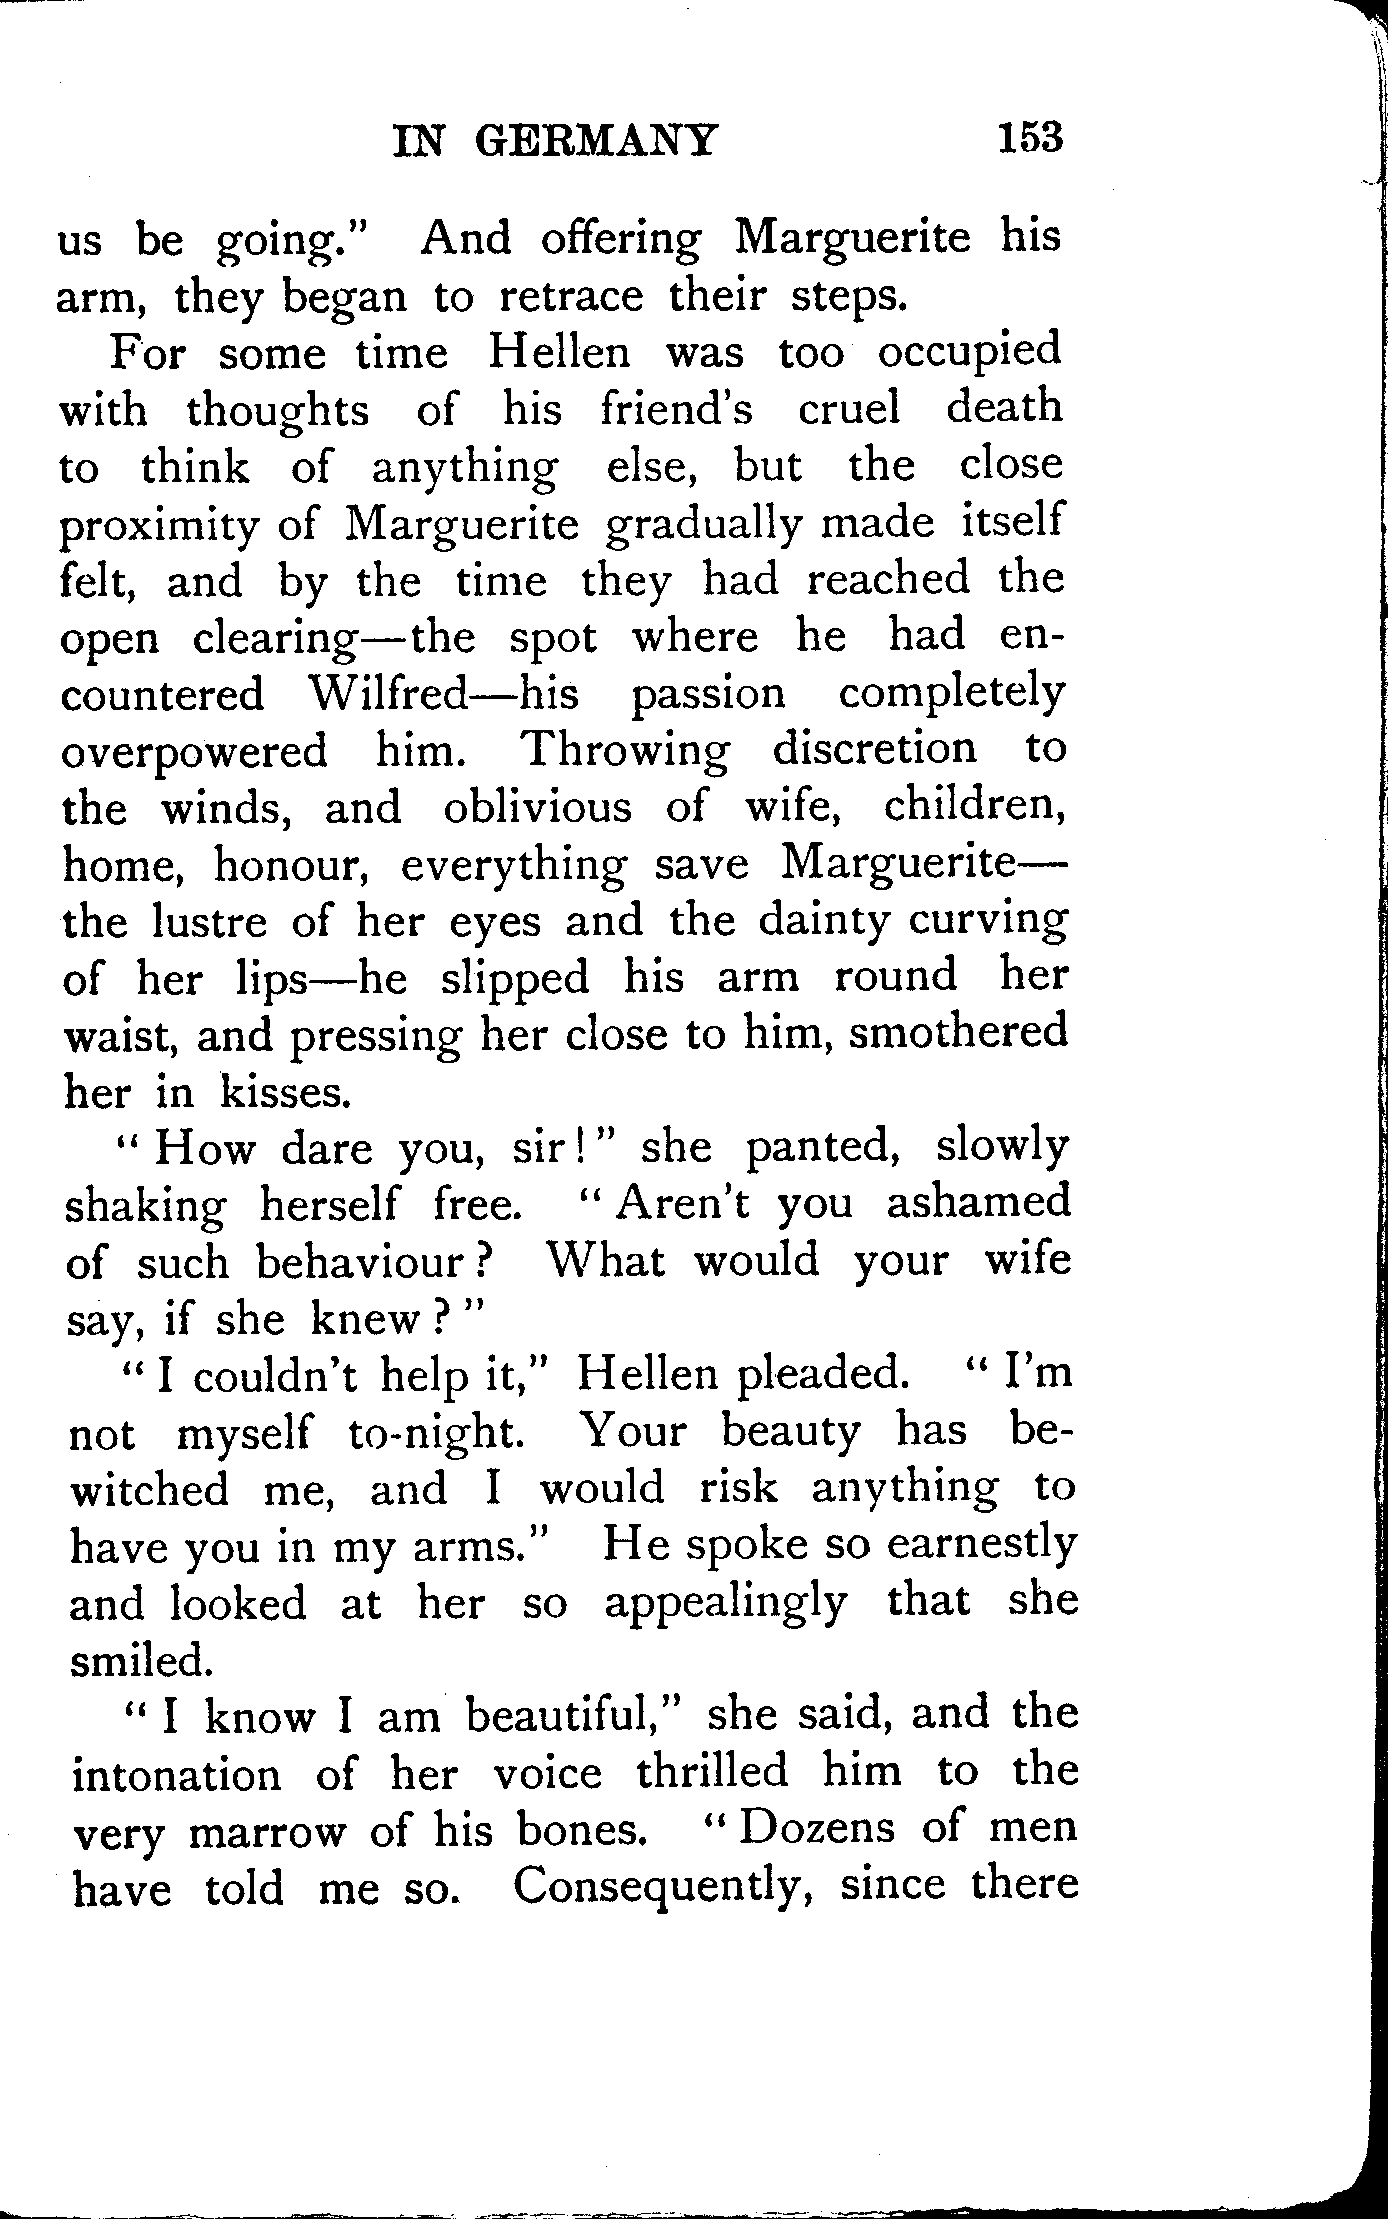 IN GERMANY 153
us be going." And offering Marguerite his
arm, they began to retrace their steps.
For some time Hellen was too occupied
with thoughts of his friend's cruel death
to think of anything else, but the close
proximity of Marguerite gradually made itself
felt, and by the time they had reached the
open clearing—the spot where he had en-
countered Wilfred—his passion completely
overpowered him. Throwing discretion to
the winds, and oblivious of wife, children,
home, honour, everything save Marguerite—
the lustre of her eyes and the dainty curving
of her lips—he slipped his arm round her
waist, and pressing her close to him, smothered
her in kisses.
"How dare you, sir!" she panted, slowly
shaking herself free. "Aren't you ashamed
of such behaviour? What would your wife
say, if she knew?"
"I couldn't help it," Hellen pleaded. "I'm
not myself to-night. Your beauty has be-
witched me, and I would risk anything to
have you in my arms." He spoke so earnestly
and looked at her so appealingly that she
smiled.
"I know I am beautiful," she said, and the
intonation of her voice thrilled him to the
very marrow of his bones. "Dozens of men
have told me so. Consequently, since there